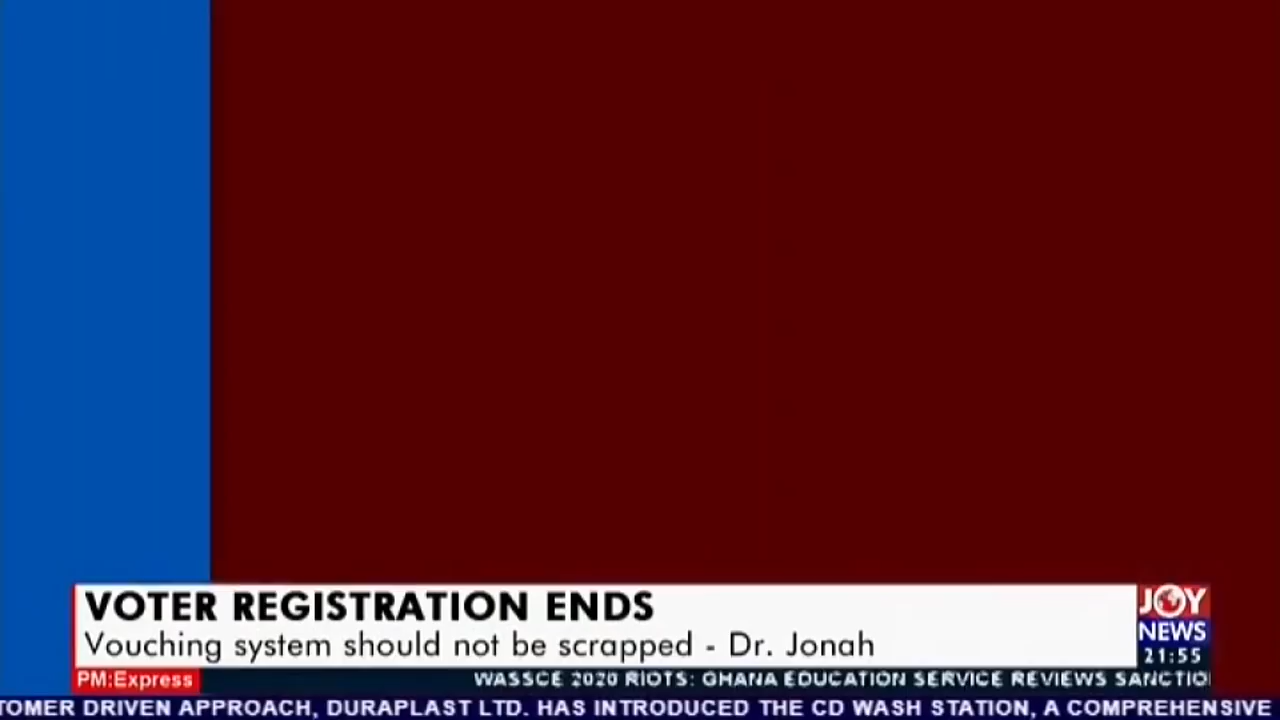 VOTER REGISTRATION ENDS
Vouching system should not be scrapped - Dr. Jonah
JOY
NEWS
21:55
PM:Express
WASSCE 2020 RIOTS: GHANA EDUCATION SERVICE REVIEWS SANCTIO
TOMER DRIVEN APPROACH, DURAPLAST LTD. HAS INTRODUCED THE CD WASH STATION, A COMPREHENSIVE